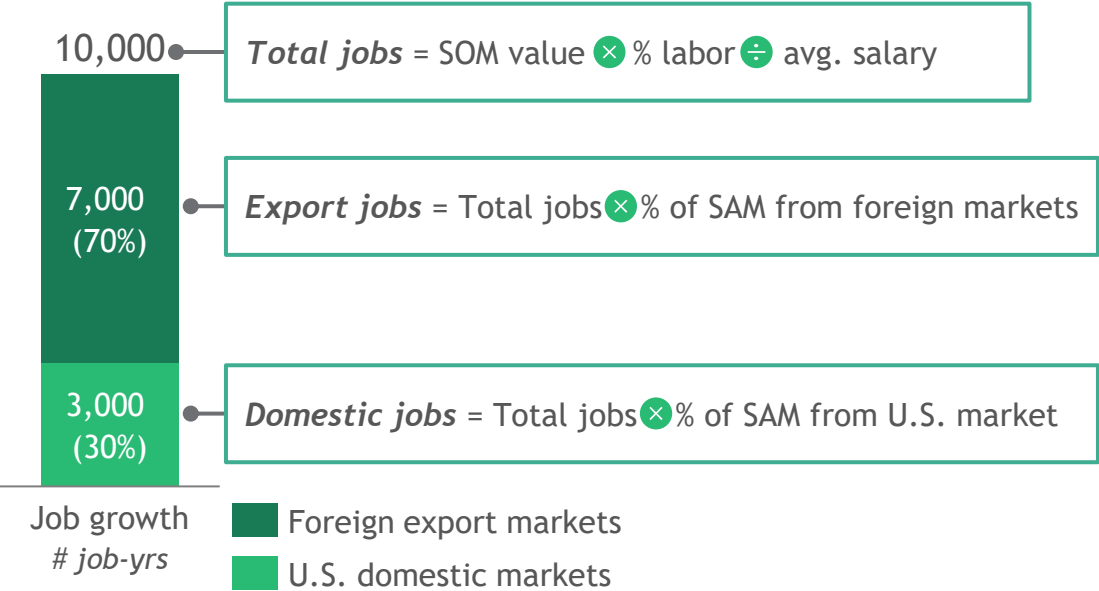 10,000
Total jobs = SOM value × % labor ÷ avg. salary
7,000
(70%)
Export jobs = Total jobs × % of SAM from foreign markets
3,000
(30%)
Domestic jobs = Total jobs × % of SAM from U.S. market
Job growth
# job-yrs
Foreign export markets
U.S. domestic markets